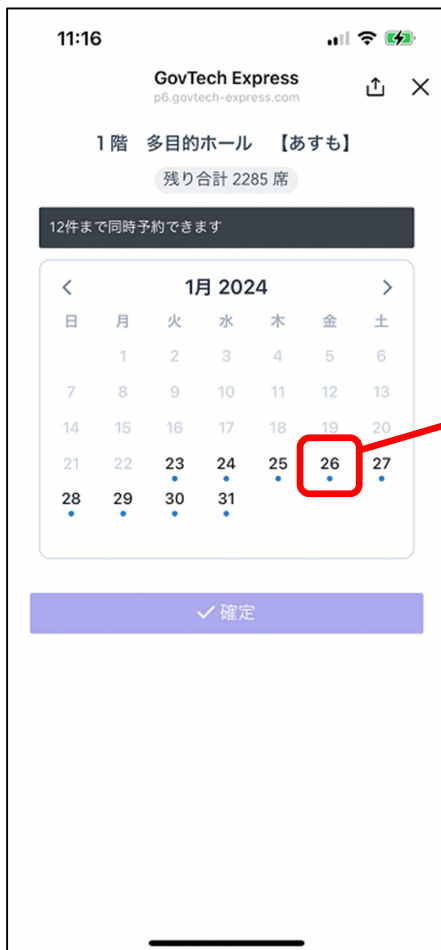 11:16
GovTech Express
p6.govtech-express.com
1階　多目的ホール　【あすも】
残り合計 2285 席
12件まで同時予約できます
1月 2024
日 月 火 水 木 金 土
1 2 3 4 5 6
7 8 9 10 11 12 13
14 15 16 17 18 19 20
21 22 23 24 25 26 27
28 29 30 31
確定